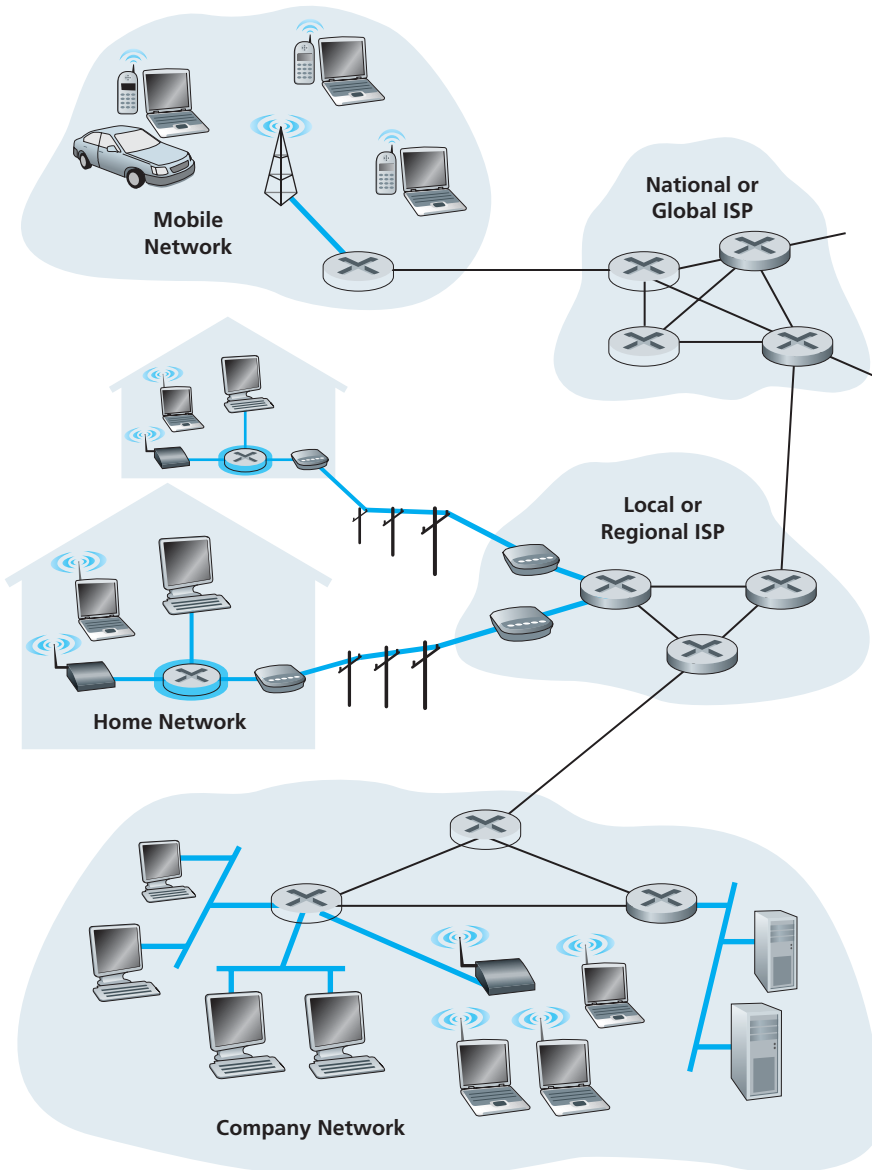 National or
Global ISP
Mobile
Network
Local or
Regional ISP
Home Network
Company Network